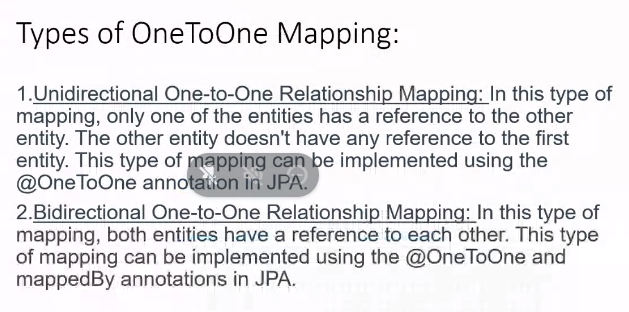 Types of OneToOne Mapping:
1.Unidirectional One-to-One Relationship Mapping: In this type of
mapping, only one of the entities has a reference to the other
entity. The other entity doesn't have any reference to the first
entity. This type of mapping can be implemented using the
@OneToOne annotation in JPA.
2.Bidirectional One-to-One Relationship Mapping: In this type of
mapping, both entities have a reference to each other. This type
of mapping can be implemented using the @OneToOne and
mappedBy annotations in JPA.